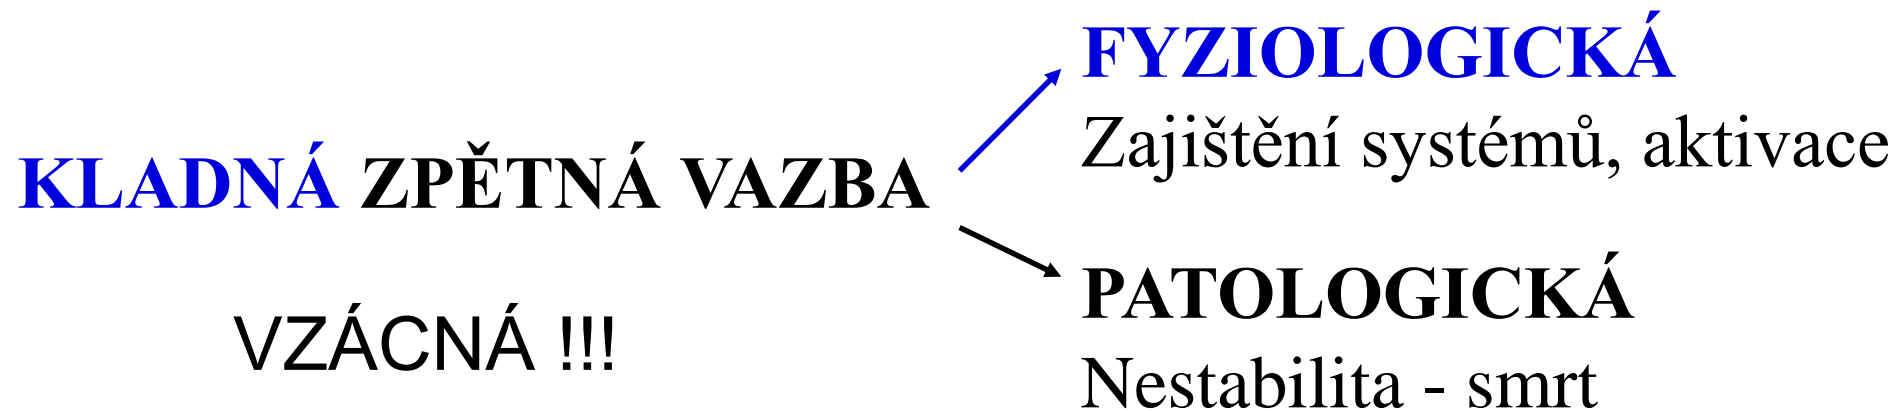 KLADNÁ ZPĚTNÁ VAZBA
VZÁCNÁ !!!
FYZIOLOGICKÁ
Zajištění systémů, aktivace
PATOLOGICKÁ
Nestabilita - smrt